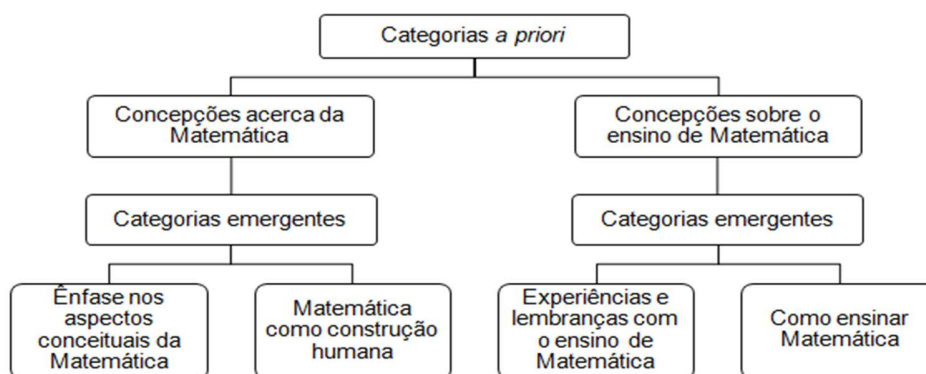 Categorias a priori
Concepções acerca da
Matemática
Concepções sobre o
ensino de Matemática
Categorias emergentes
Categorias emergentes
Ênfase nos
aspectos
conceituais da
Matemática
Matemática
como construção
humana
Experiências e
lembranças com
o ensino de
Matemática
Como ensinar
Matemática